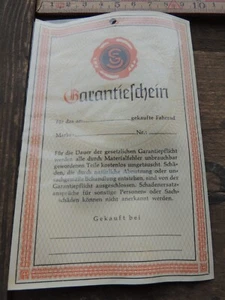 GS
Garantieschein
Für das am gekaufte Fahrrad
Marke: Nr.:
Für die Dauer der gesetzlichen Garantiepflicht
werden alle durch Materialfehler unbrauchbar
gewordenen Teile kostenlos umgetauscht. Schä-
den, die durch natürliche Abnutzung oder un-
sachgemäße Behandlung entstehen, sind von der
Garantiepflicht ausgeschlossen. Schadenersatz-
ansprüche für sonstige Personen- oder Sach-
schäden können nicht anerkannt werden.
Gekauft bei